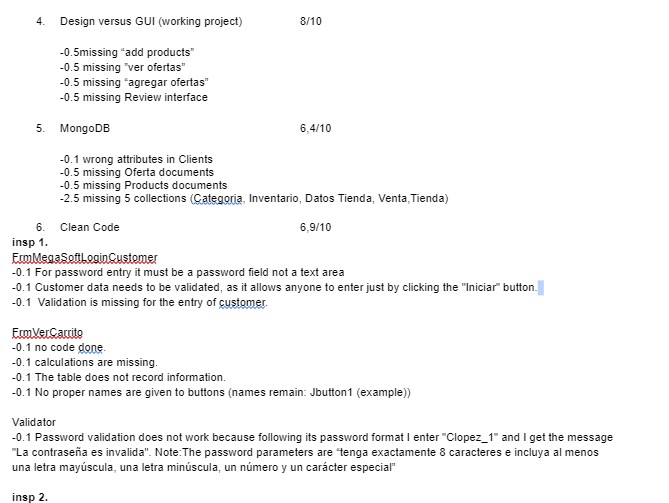 4. Design versus GUI (working project) 8/10
-0.5missing "add products"
-0.5 missing "ver ofertas"
-0.5 missing "agregar ofertas"
-0.5 missing Review interface
5. MongoDB 6,4/10
-0.1 wrong attributes in Clients
-0.5 missing Oferta documents
-0.5 missing Products documents
-2.5 missing 5 collections (Categoria, Inventario, Datos Tienda, Venta,Tienda)
6. Clean Code 6,9/10
insp 1.
FrmMegaSoftLoginCustomer
-0.1 For password entry it must be a password field not a text area
-0.1 Customer data needs to be validated, as it allows anyone to enter just by clicking the "Iniciar" button.
-0.1 Validation is missing for the entry of customer.
FrmVerCarrito
-0.1 no code done.
-0.1 calculations are missing.
-0.1 The table does not record information.
-0.1 No proper names are given to buttons (names remain: Jbutton1 (example))
Validator
-0.1 Password validation does not work because following its password format I enter "Clopez_1" and I get the message
"La contraseña es invalida". Note:The password parameters are "tenga exactamente 8 caracteres e incluya al menos
una letra mayúscula, una letra minúscula, un número y un carácter especial"
insp 2.